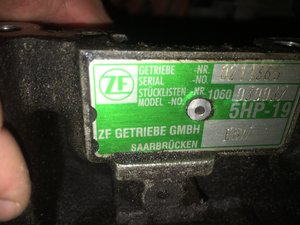 ZF
GETRIEBE -NR.
SERIAL -NO.
STÜCKLISTEN -NR. 1060
MODEL -NO.
5HP-19
ZF GETRIEBE GMBH
SAARBRÜCKEN